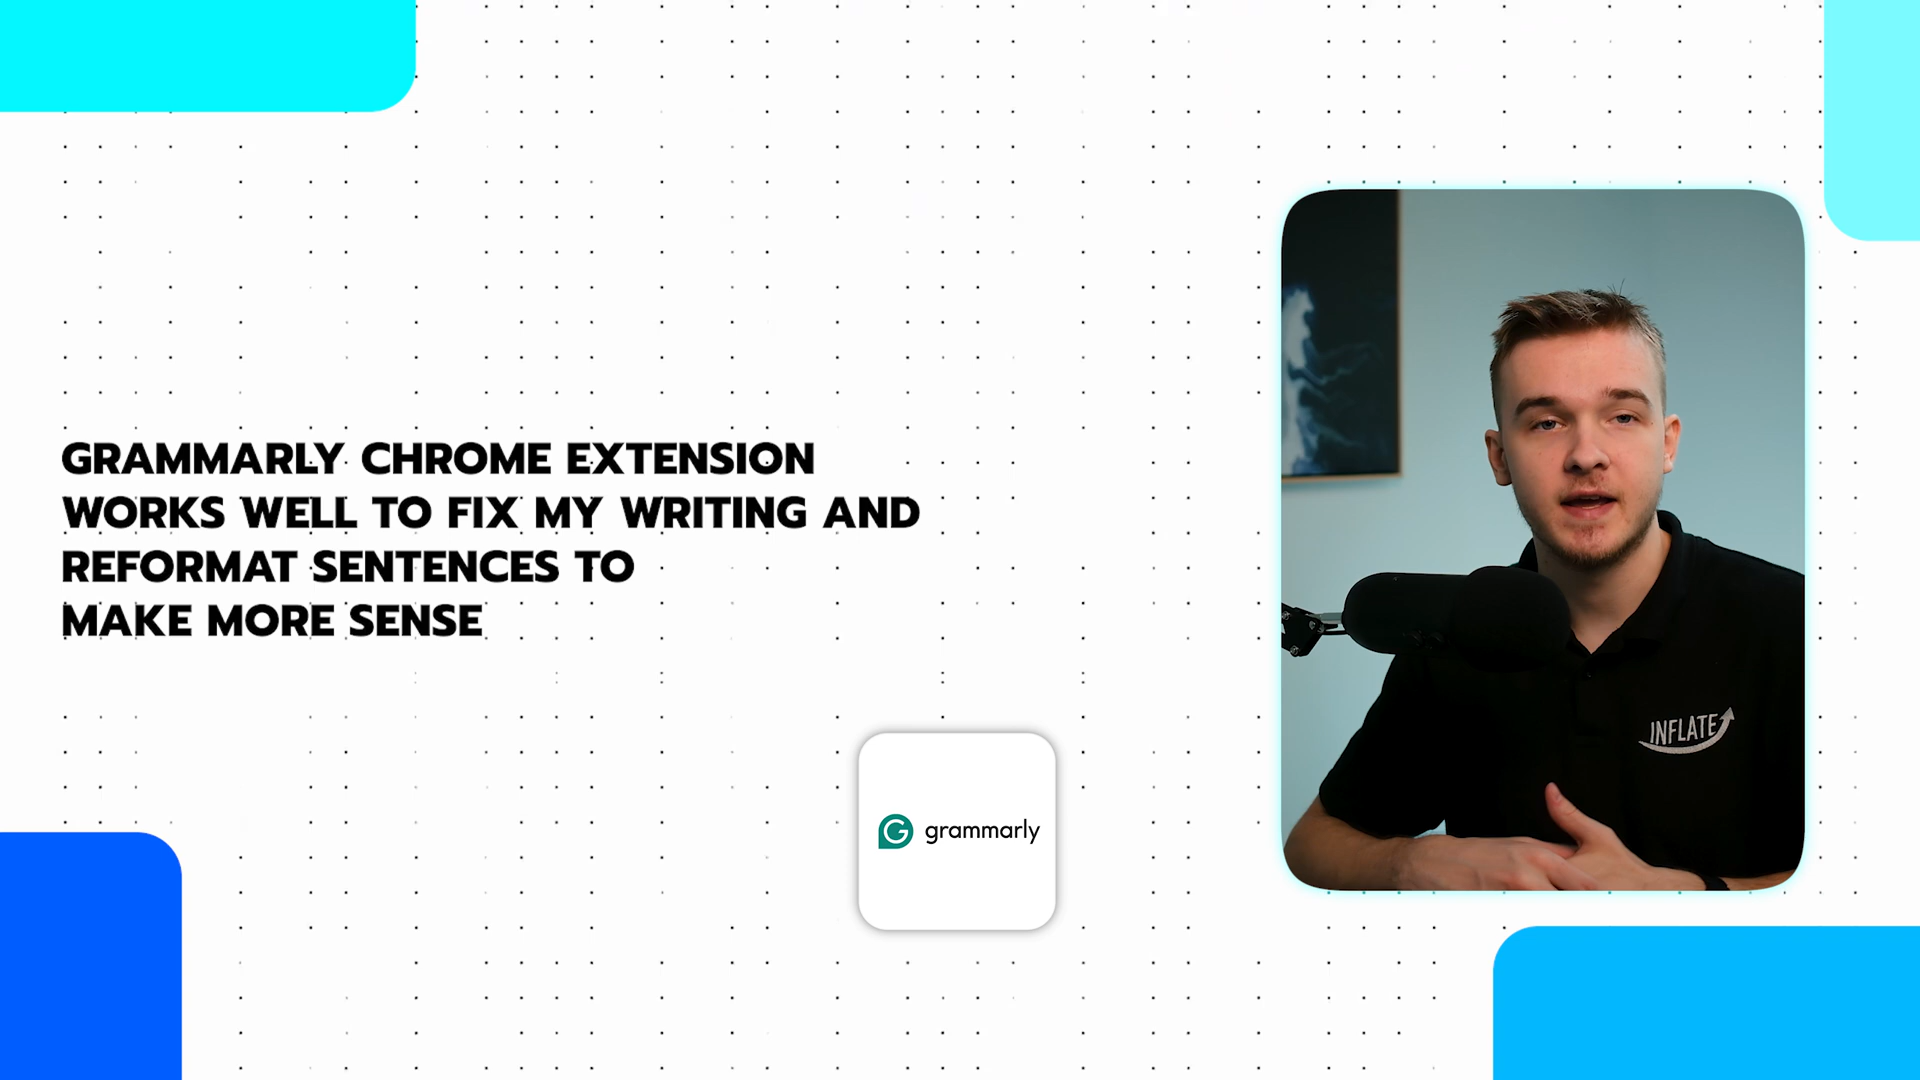 GRAMMARLY CHROME EXTENSION
WORKS WELL TO FIX MY WRITING AND
REFORMAT SENTENCES TO
MAKE MORE SENSE
INFLATE
grammarly